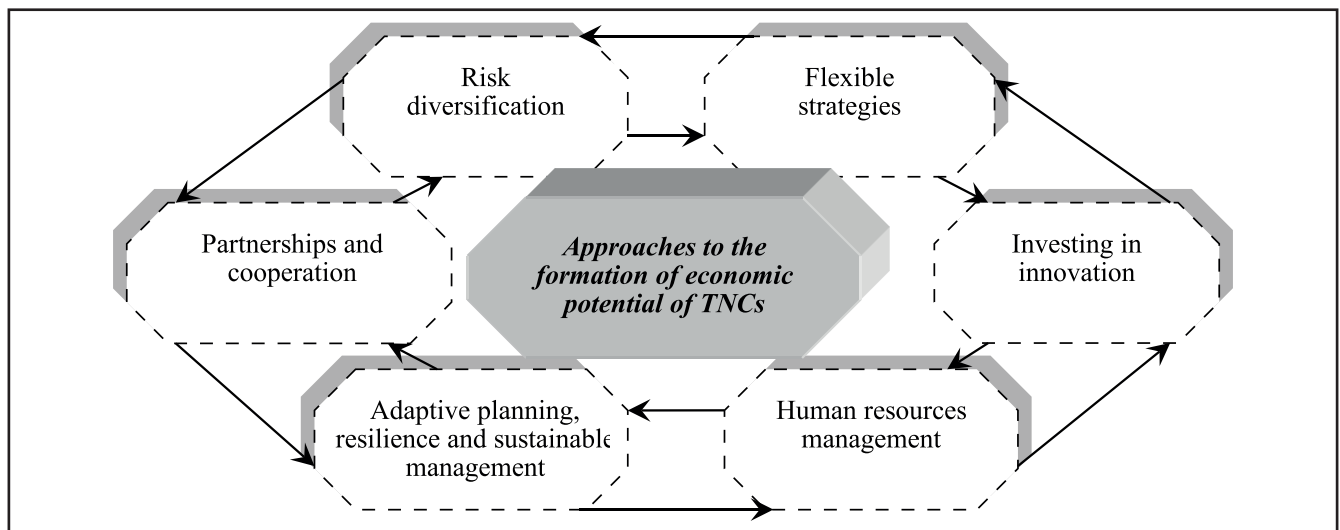 Risk
diversification
Flexible
strategies
Partnerships and
cooperation
Approaches to the
formation of economic
potential of TNCs
Investing in
innovation
Adaptive planning,
resilience and sustainable
management
Human resources
management